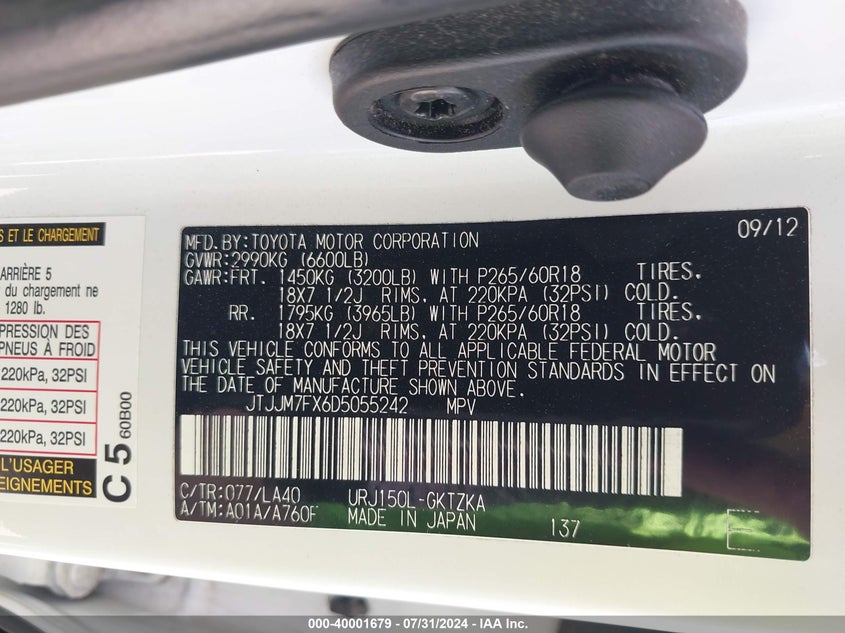 S ET LE CHARGEMENT
ARRIÈRE 5
du chargement ne
1280 lb.
PRESSION DES
PNEUS À FROID
220kPa, 32PSI
220kPa, 32PSI
220kPa, 32PSI
L'USAGER
C 5 60B00
09/12
MFD. BY:TOYOTA MOTOR CORPORATION
GVWR:2990KG (6600LB)
GAWR:FRT. 1450KG (3200LB) WITH P265/60R18 TIRES,
18X7 1/2J RIMS, AT 220KPA (32PSI) COLD.
RR. 1795KG (3965LB) WITH P265/60R18 TIRES,
18X7 1/2J RIMS, AT 220KPA (32PSI) COLD.
THIS VEHICLE CONFORMS TO ALL APPLICABLE FEDERAL MOTOR
VEHICLE SAFETY AND THEFT PREVENTION STANDARDS IN EFFECT ON
THE DATE OF MANUFACTURE SHOWN ABOVE.
JTJJM7FX6D5055242 MPV
C/TR:077/LA40 URJ150L-GKTZKA
A/TM:A01A/A760F MADE IN JAPAN 137
E
000-40001679 - 07/31/2024 - IAA Inc.